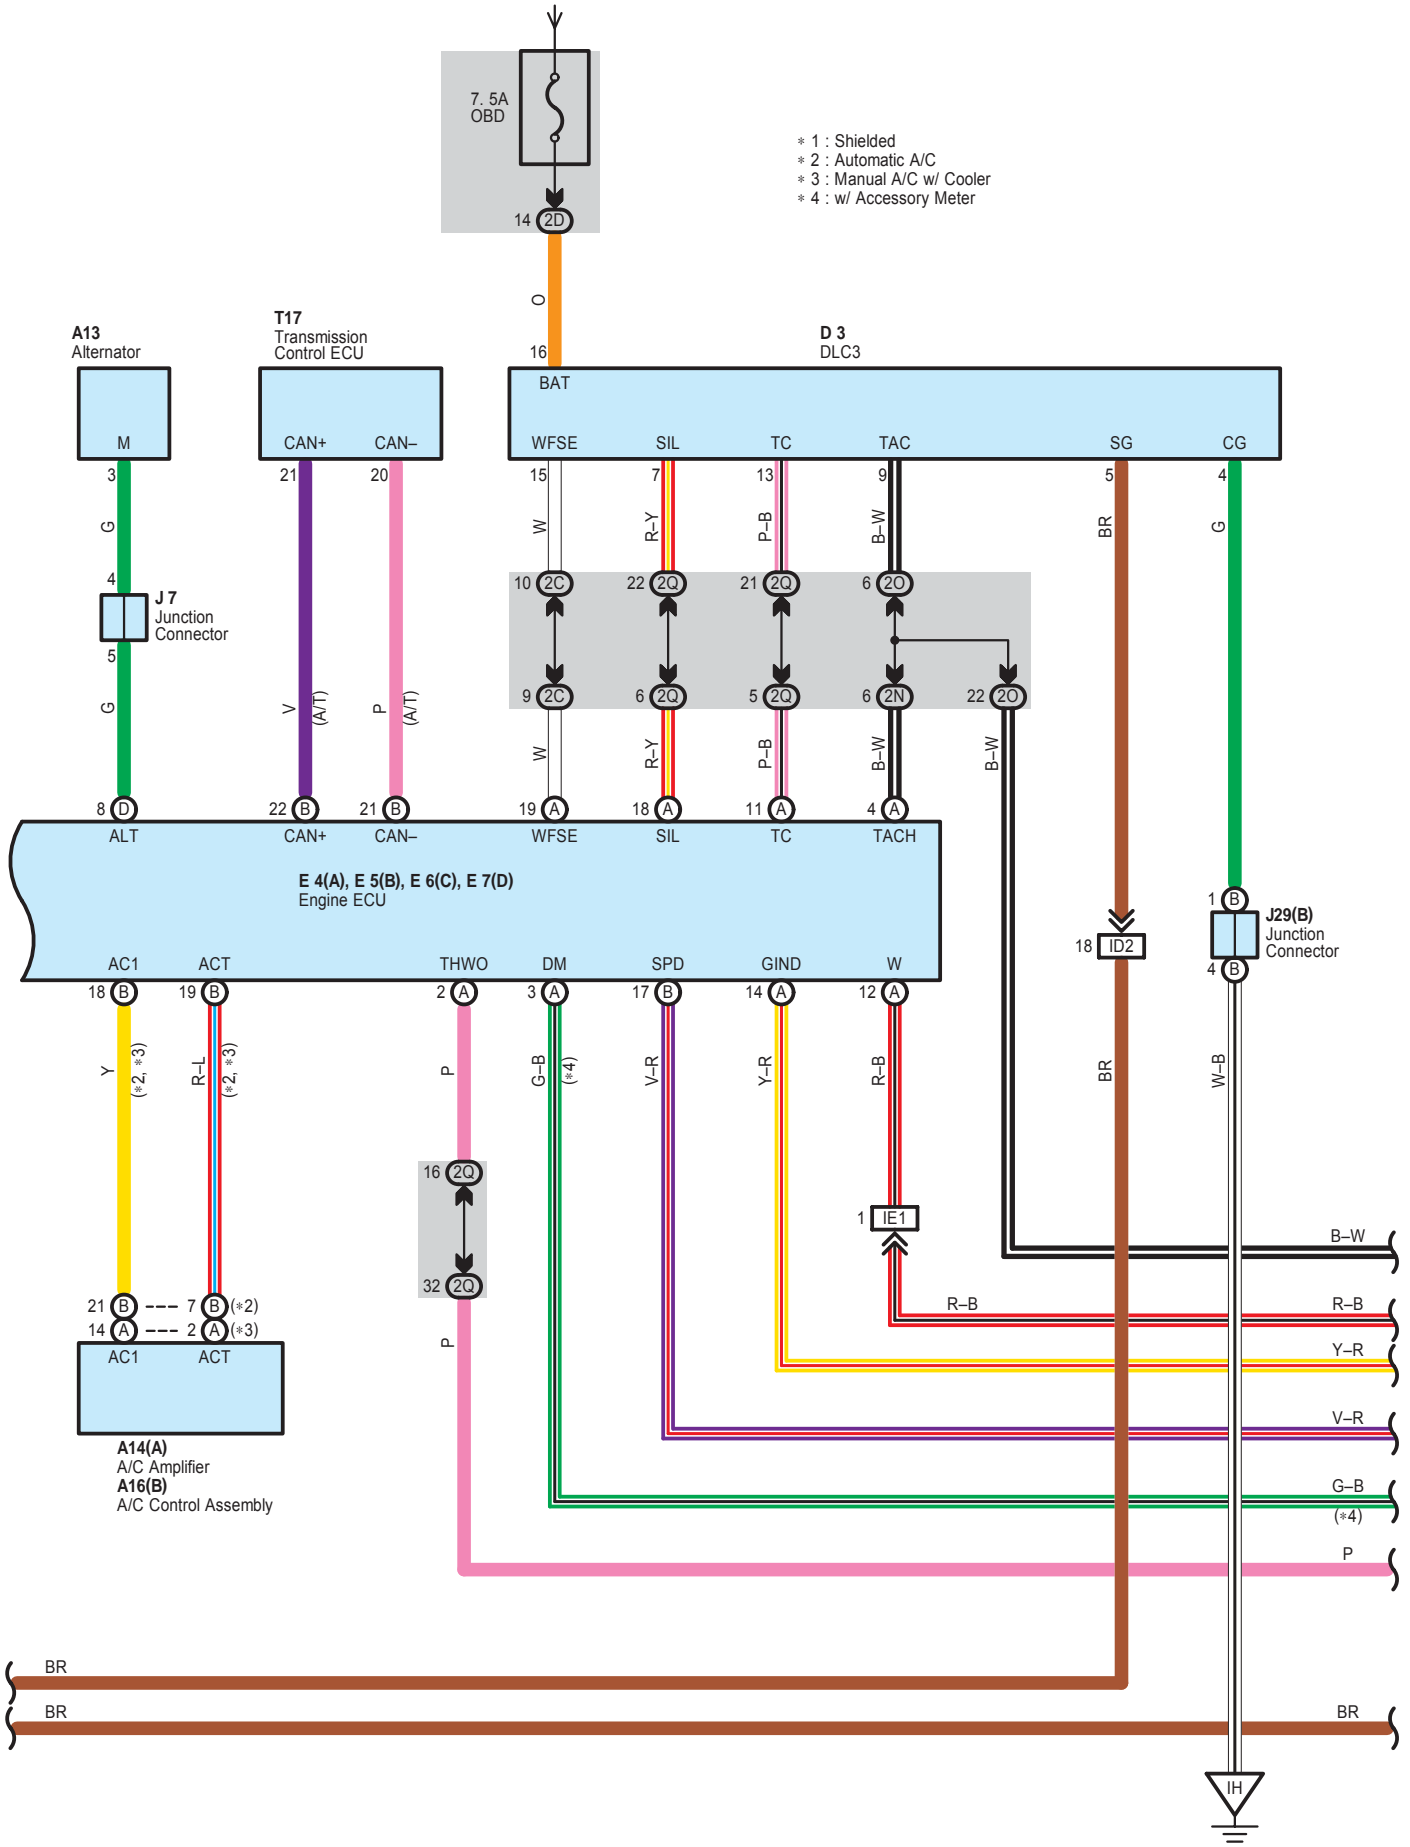 7. 5A
OBD
∗ 1 : Shielded
∗ 2 : Automatic A/C
∗ 3 : Manual A/C w/ Cooler
∗ 4 : w/ Accessory Meter
14 2D
O
A13
Alternator
T17
Transmission
Control ECU
16
D 3
DLC3
BAT
M CAN+ CAN– WFSE SIL TC TAC SG CG
3 21 20 15 7 13 9 5 4
G W R–Y P–B B–W BR G
4 10 2C 22 2Q 21 2Q 6 2O
J 7
Junction
Connector
5
9 2C 6 2Q 5 2Q 6 2N 22 2O
G V (A/T) P (A/T) W R–Y P–B B–W B–W
8 D 22 B 21 B 19 A 18 A 11 A 4 A
ALT CAN+ CAN– WFSE SIL TC TACH
E 4(A), E 5(B), E 6(C), E 7(D)
Engine ECU
1 B
J29(B)
Junction
Connector
18 ID2
4 B
AC1 ACT THWO DM SPD GIND W
18 B 19 B 2 A 3 A 17 B 14 A 12 A
Y (∗2, ∗3) R–L (∗2, ∗3) P G–B (∗4) V–R Y–R R–B BR W–B
16 2Q
1 IE1
B–W
32 2Q
21 B 7 B (∗2)
14 A 2 A (∗3)
R–B R–B
P
Y–R
AC1 ACT
V–R
A14(A)
A/C Amplifier
A16(B)
A/C Control Assembly
G–B
(∗4)
P
BR
BR BR
IH